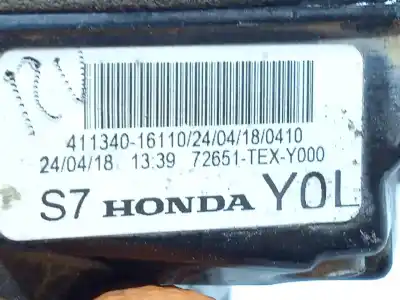 411340-16110/24/04/18/0410
24/04/18 13:39 72651-TEX-Y000
S7 HONDA Y0L